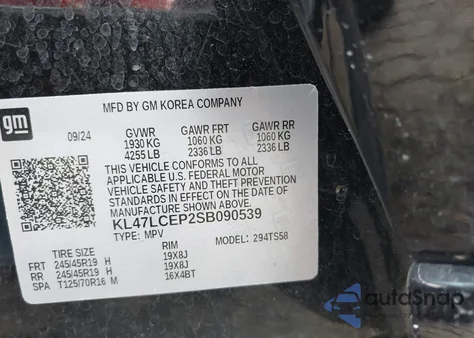 MFD BY GM KOREA COMPANY
gm
09/24 GVWR GAWR FRT GAWR RR
1930 KG 1060 KG 1060 KG
4255 LB 2336 LB 2336 LB
THIS VEHICLE CONFORMS TO ALL
APPLICABLE U.S. FEDERAL MOTOR
VEHICLE SAFETY AND THEFT PREVENTION
STANDARDS IN EFFECT ON THE DATE OF
MANUFACTURE SHOWN ABOVE.
KL47LCEP2SB090539
TYPE: MPV MODEL: 294TS58
TIRE SIZE RIM
FRT 245/45R19 H 19X8J
RR 245/45R19 H 19X8J
SPA T125/70R16 M 16X4BT
autoSnap